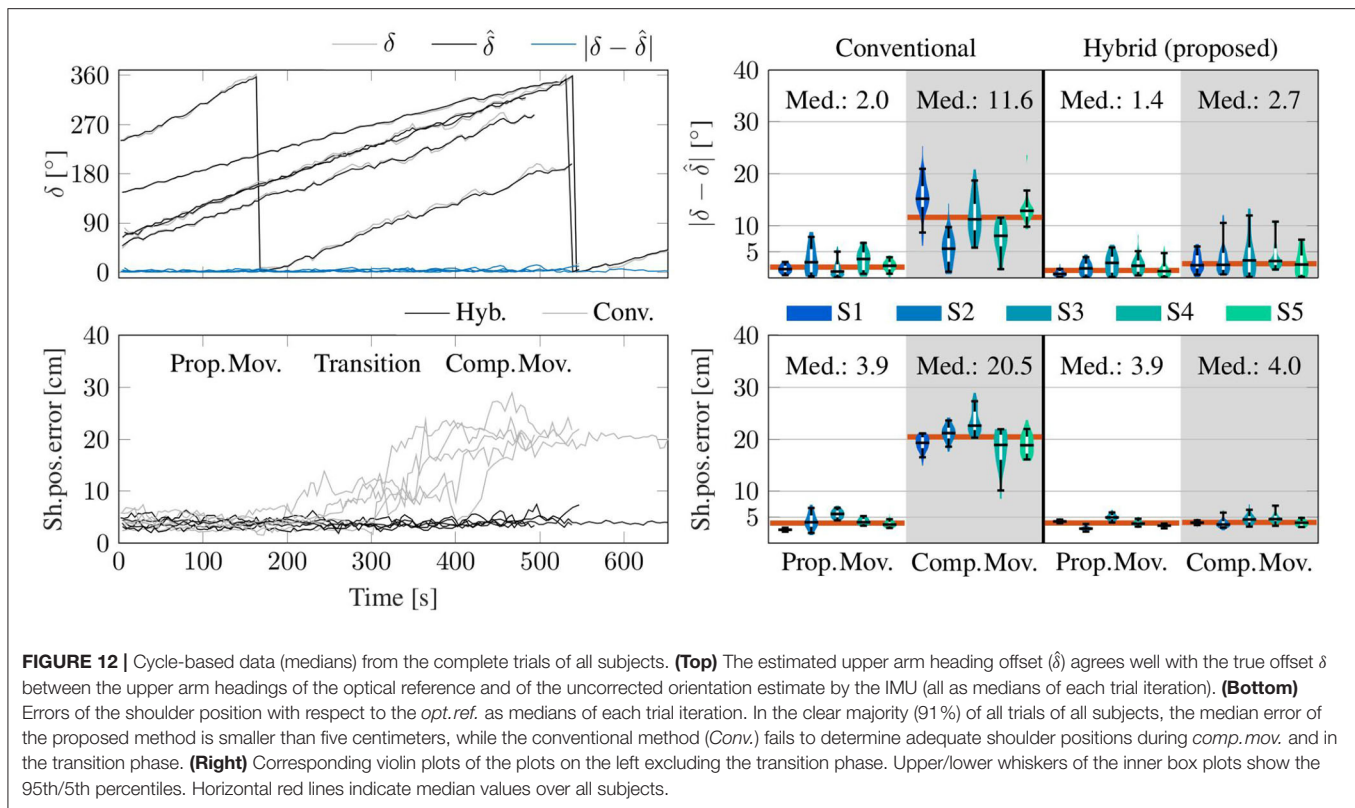 δ δ̂ |δ − δ̂|
360
270
180
90
0
δ [°]
Hyb. Conv.
40
30
20
10
0
Sh.pos.error [cm]
Prop.Mov. Transition Comp.Mov.
0 100 200 300 400 500 600
Time [s]
Conventional Hybrid (proposed)
40
30
20
10
5
|δ − δ̂| [°]
Med.: 2.0 Med.: 11.6 Med.: 1.4 Med.: 2.7
S1 S2 S3 S4 S5
40
30
20
10
5
0
Sh.pos.error [cm]
Med.: 3.9 Med.: 20.5 Med.: 3.9 Med.: 4.0
Prop.Mov. Comp.Mov. Prop.Mov. Comp.Mov.
FIGURE 12 | Cycle-based data (medians) from the complete trials of all subjects. (Top) The estimated upper arm heading offset (δ̂) agrees well with the true offset δ
between the upper arm headings of the optical reference and of the uncorrected orientation estimate by the IMU (all as medians of each trial iteration). (Bottom)
Errors of the shoulder position with respect to the opt.ref. as medians of each trial iteration. In the clear majority (91%) of all trials of all subjects, the median error of
the proposed method is smaller than five centimeters, while the conventional method (Conv.) fails to determine adequate shoulder positions during comp.mov. and in
the transition phase. (Right) Corresponding violin plots of the plots on the left excluding the transition phase. Upper/lower whiskers of the inner box plots show the
95th/5th percentiles. Horizontal red lines indicate median values over all subjects.